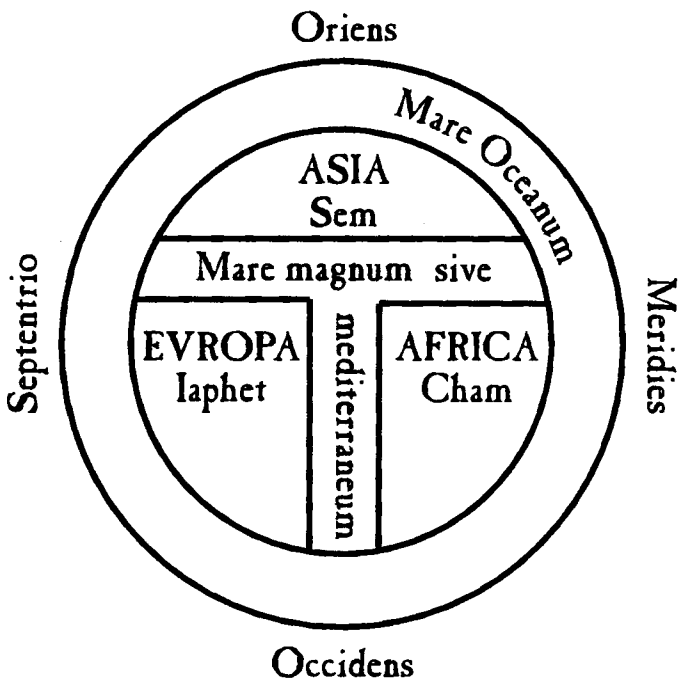 Oriens
Mare Oceanum
ASIA
Sem
Mare magnum sive
mediterraneum
EVROPA
Iaphet
AFRICA
Cham
Septentrio
Meridies
Occidens